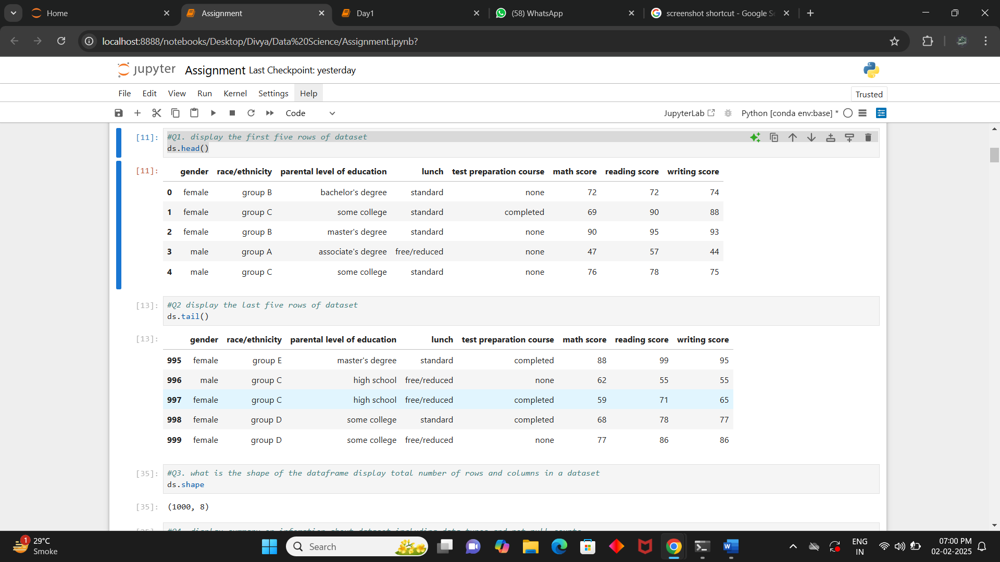 Home
Assignment
Day1
(58) WhatsApp
screenshot shortcut - Google Se
localhost:8888/notebooks/Desktop/Divya/Data%20Science/Assignment.ipynb?
jupyter Assignment Last Checkpoint: yesterday
File Edit View Run Kernel Settings Help
Trusted
Code
JupyterLab
Python [conda env:base] *
[11]: #Q1. display the first five rows of dataset
ds.head()
[11]: gender race/ethnicity parental level of education lunch test preparation course math score reading score writing score
0 female group B bachelor's degree standard none 72 72 74
1 female group C some college standard completed 69 90 88
2 female group B master's degree standard none 90 95 93
3 male group A associate's degree free/reduced none 47 57 44
4 male group C some college standard none 76 78 75
[13]: #Q2 display the last five rows of dataset
ds.tail()
[13]: gender race/ethnicity parental level of education lunch test preparation course math score reading score writing score
995 female group E master's degree standard completed 88 99 95
996 male group C high school free/reduced none 62 55 55
997 female group C high school free/reduced completed 59 71 65
998 female group D some college standard completed 68 78 77
999 female group D some college free/reduced none 77 86 86
[35]: #Q3. what is the shape of the dataframe display total number of rows and columns in a dataset
ds.shape
[35]: (1000, 8)
1
29°C
Smoke
Search
ENG
IN
07:00 PM
02-02-2025